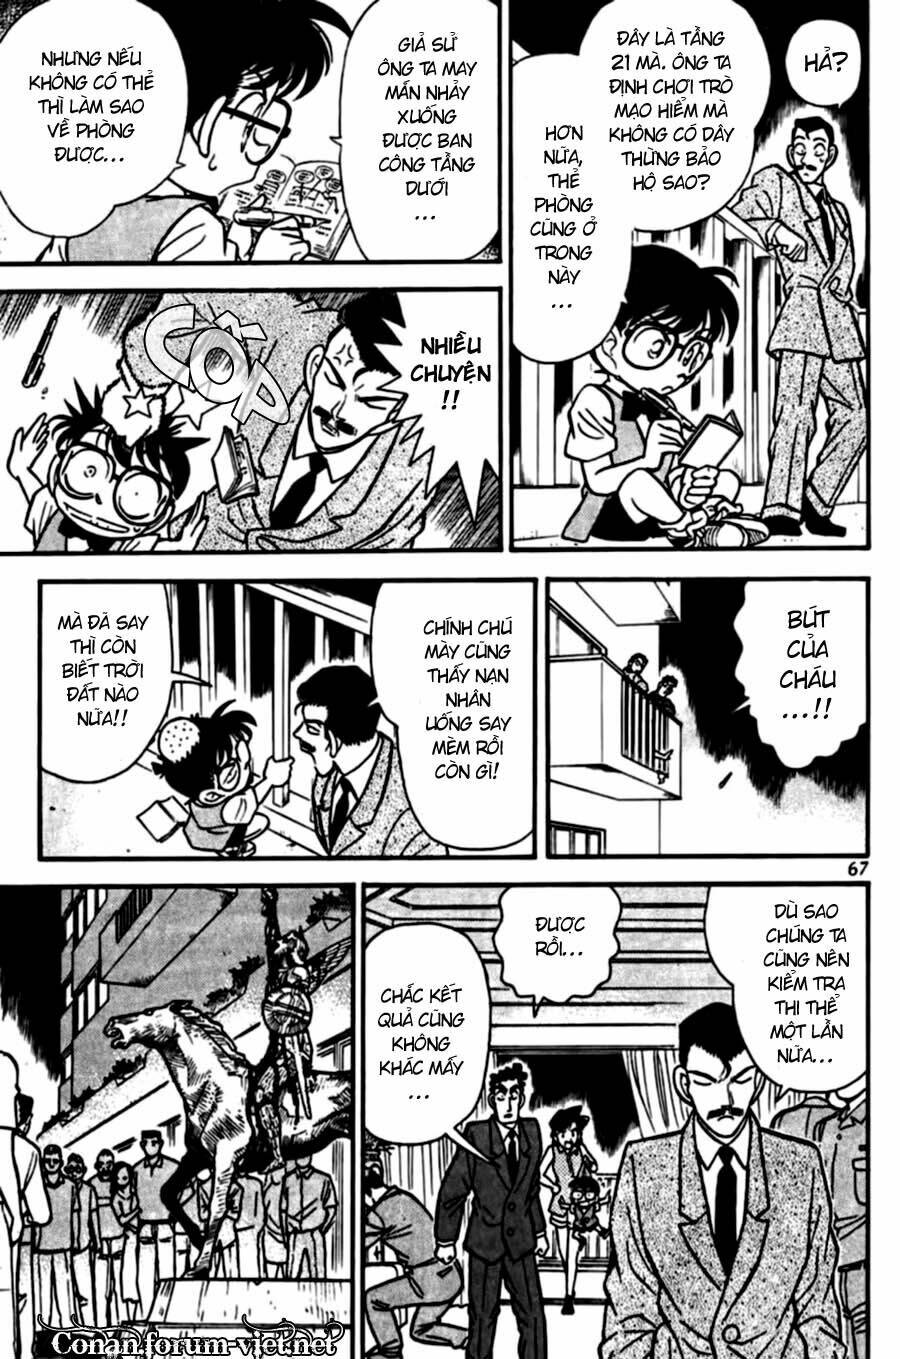 HẢ?
ĐÂY LÀ TẦNG
21 MÀ. ÔNG TA
ĐỊNH CHƠI TRÒ
MẠO HIỂM MÀ
KHÔNG CÓ DÂY
THỪNG BẢO
HỘ SAO?
HƠN
NỮA,
THẺ
PHÒNG
CŨNG Ở
TRONG
NÀY
...
GIẢ SỬ
ÔNG TA MAY
MẮN NHẢY
XUỐNG
ĐƯỢC BAN
CÔNG TẦNG
DƯỚI
...
NHƯNG NẾU
KHÔNG CÓ THẺ
THÌ LÀM SAO
VỀ PHÒNG
ĐƯỢC...
NHIỀU
CHUYỆN
!!
CỐP
BÚT
CỦA
CHÁU
...!!
CHÍNH CHÚ
MÀY CŨNG
THẤY NẠN
NHÂN
UỐNG SAY
MÈM RỒI
CÒN GÌ!
MÀ ĐÃ SAY
THÌ CÒN
BIẾT TRỜI
ĐẤT NÀO
NỮA!!
67
DÙ SAO
CHÚNG TA
CŨNG NÊN
KIỂM TRA
THI THỂ
MỘT LẦN
NỮA...
ĐƯỢC
RỒI...
CHẮC KẾT
QUẢ CŨNG
KHÔNG
KHÁC MẤY
...
Conan.forum-viet.net